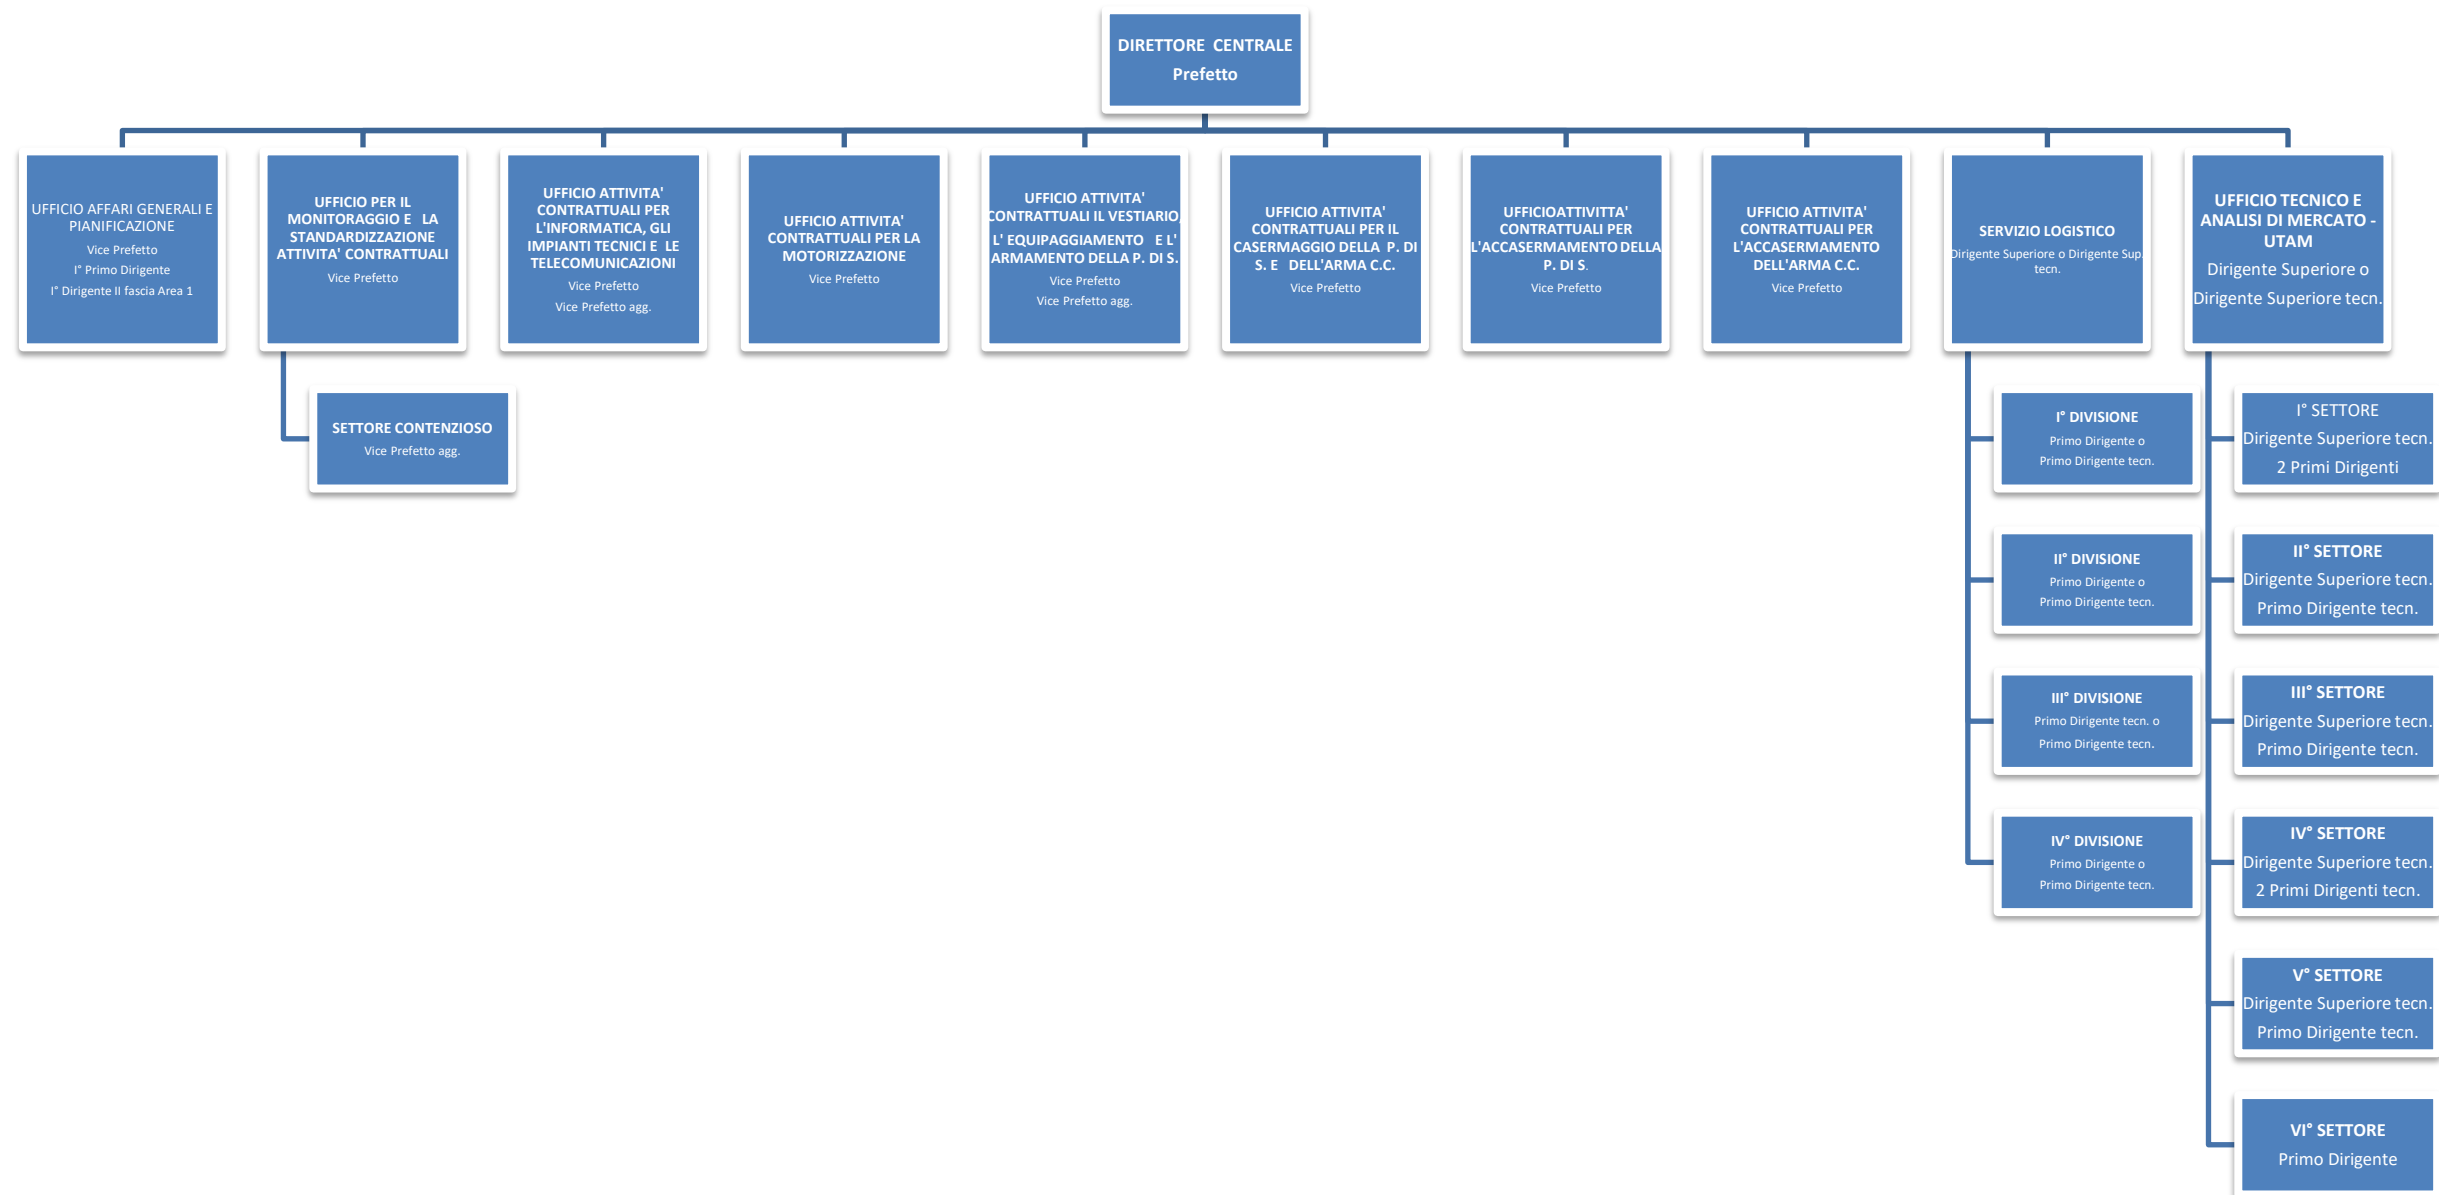 DIRETTORE CENTRALE
Prefetto
UFFICIO AFFARI GENERALI E
PIANIFICAZIONE
Vice Prefetto
I° Primo Dirigente
I° Dirigente II fascia Area 1
UFFICIO PER IL
MONITORAGGIO E LA
STANDARDIZZAZIONE
ATTIVITA' CONTRATTUALI
Vice Prefetto
UFFICIO ATTIVITA'
CONTRATTUALI PER
L'INFORMATICA, GLI
IMPIANTI TECNICI E LE
TELECOMUNICAZIONI
Vice Prefetto
Vice Prefetto agg.
UFFICIO ATTIVITA'
CONTRATTUALI PER LA
MOTORIZZAZIONE
Vice Prefetto
UFFICIO ATTIVITA'
CONTRATTUALI IL VESTIARIO,
L' EQUIPAGGIAMENTO E L'
ARMAMENTO DELLA P. DI S.
Vice Prefetto
Vice Prefetto agg.
UFFICIO ATTIVITA'
CONTRATTUALI PER IL
CASERMAGGIO DELLA P. DI
S. E DELL'ARMA C.C.
Vice Prefetto
UFFICIOATTIVITTA'
CONTRATTUALI PER
L'ACCASERMAMENTO DELLA
P. DI S.
Vice Prefetto
UFFICIO ATTIVITA'
CONTRATTUALI PER
L'ACCASERMAMENTO
DELL'ARMA C.C.
Vice Prefetto
SERVIZIO LOGISTICO
Dirigente Superiore o Dirigente Sup.
tecn.
UFFICIO TECNICO E
ANALISI DI MERCATO -
UTAM
Dirigente Superiore o
Dirigente Superiore tecn.
SETTORE CONTENZIOSO
Vice Prefetto agg.
I° DIVISIONE
Primo Dirigente o
Primo Dirigente tecn.
II° DIVISIONE
Primo Dirigente o
Primo Dirigente tecn.
III° DIVISIONE
Primo Dirigente tecn. o
Primo Dirigente tecn.
IV° DIVISIONE
Primo Dirigente o
Primo Dirigente tecn.
I° SETTORE
Dirigente Superiore tecn.
2 Primi Dirigenti
II° SETTORE
Dirigente Superiore tecn.
Primo Dirigente tecn.
III° SETTORE
Dirigente Superiore tecn.
Primo Dirigente tecn.
IV° SETTORE
Dirigente Superiore tecn.
2 Primi Dirigenti tecn.
V° SETTORE
Dirigente Superiore tecn.
Primo Dirigente tecn.
VI° SETTORE
Primo Dirigente